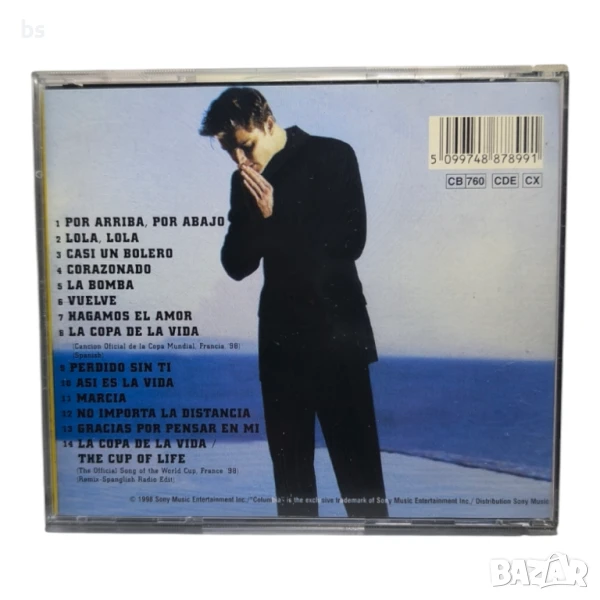 bs
5 099748 878991
CB 760 CDE CX
1 POR ARRIBA, POR ABAJO
2 LOLA, LOLA
3 CASI UN BOLERO
4 CORAZONADO
5 LA BOMBA
6 VUELVE
7 HAGAMOS EL AMOR
8 LA COPA DE LA VIDA
(Cancion Oficial de la Copa Mundial, Francia '98)
(Spanish)
9 PERDIDO SIN TI
10 ASI ES LA VIDA
11 MARCIA
12 NO IMPORTA LA DISTANCIA
13 GRACIAS POR PENSAR EN MI
14 LA COPA DE LA VIDA /
THE CUP OF LIFE
(The Official Song of the World Cup, France '98)
(Remix-Spanglish Radio Edit)
© 1998 Sony Music Entertainment Inc./"Columbia" is the exclusive trademark of Sony Music Entertainment Inc./ Distribution Sony Music
BAZAR